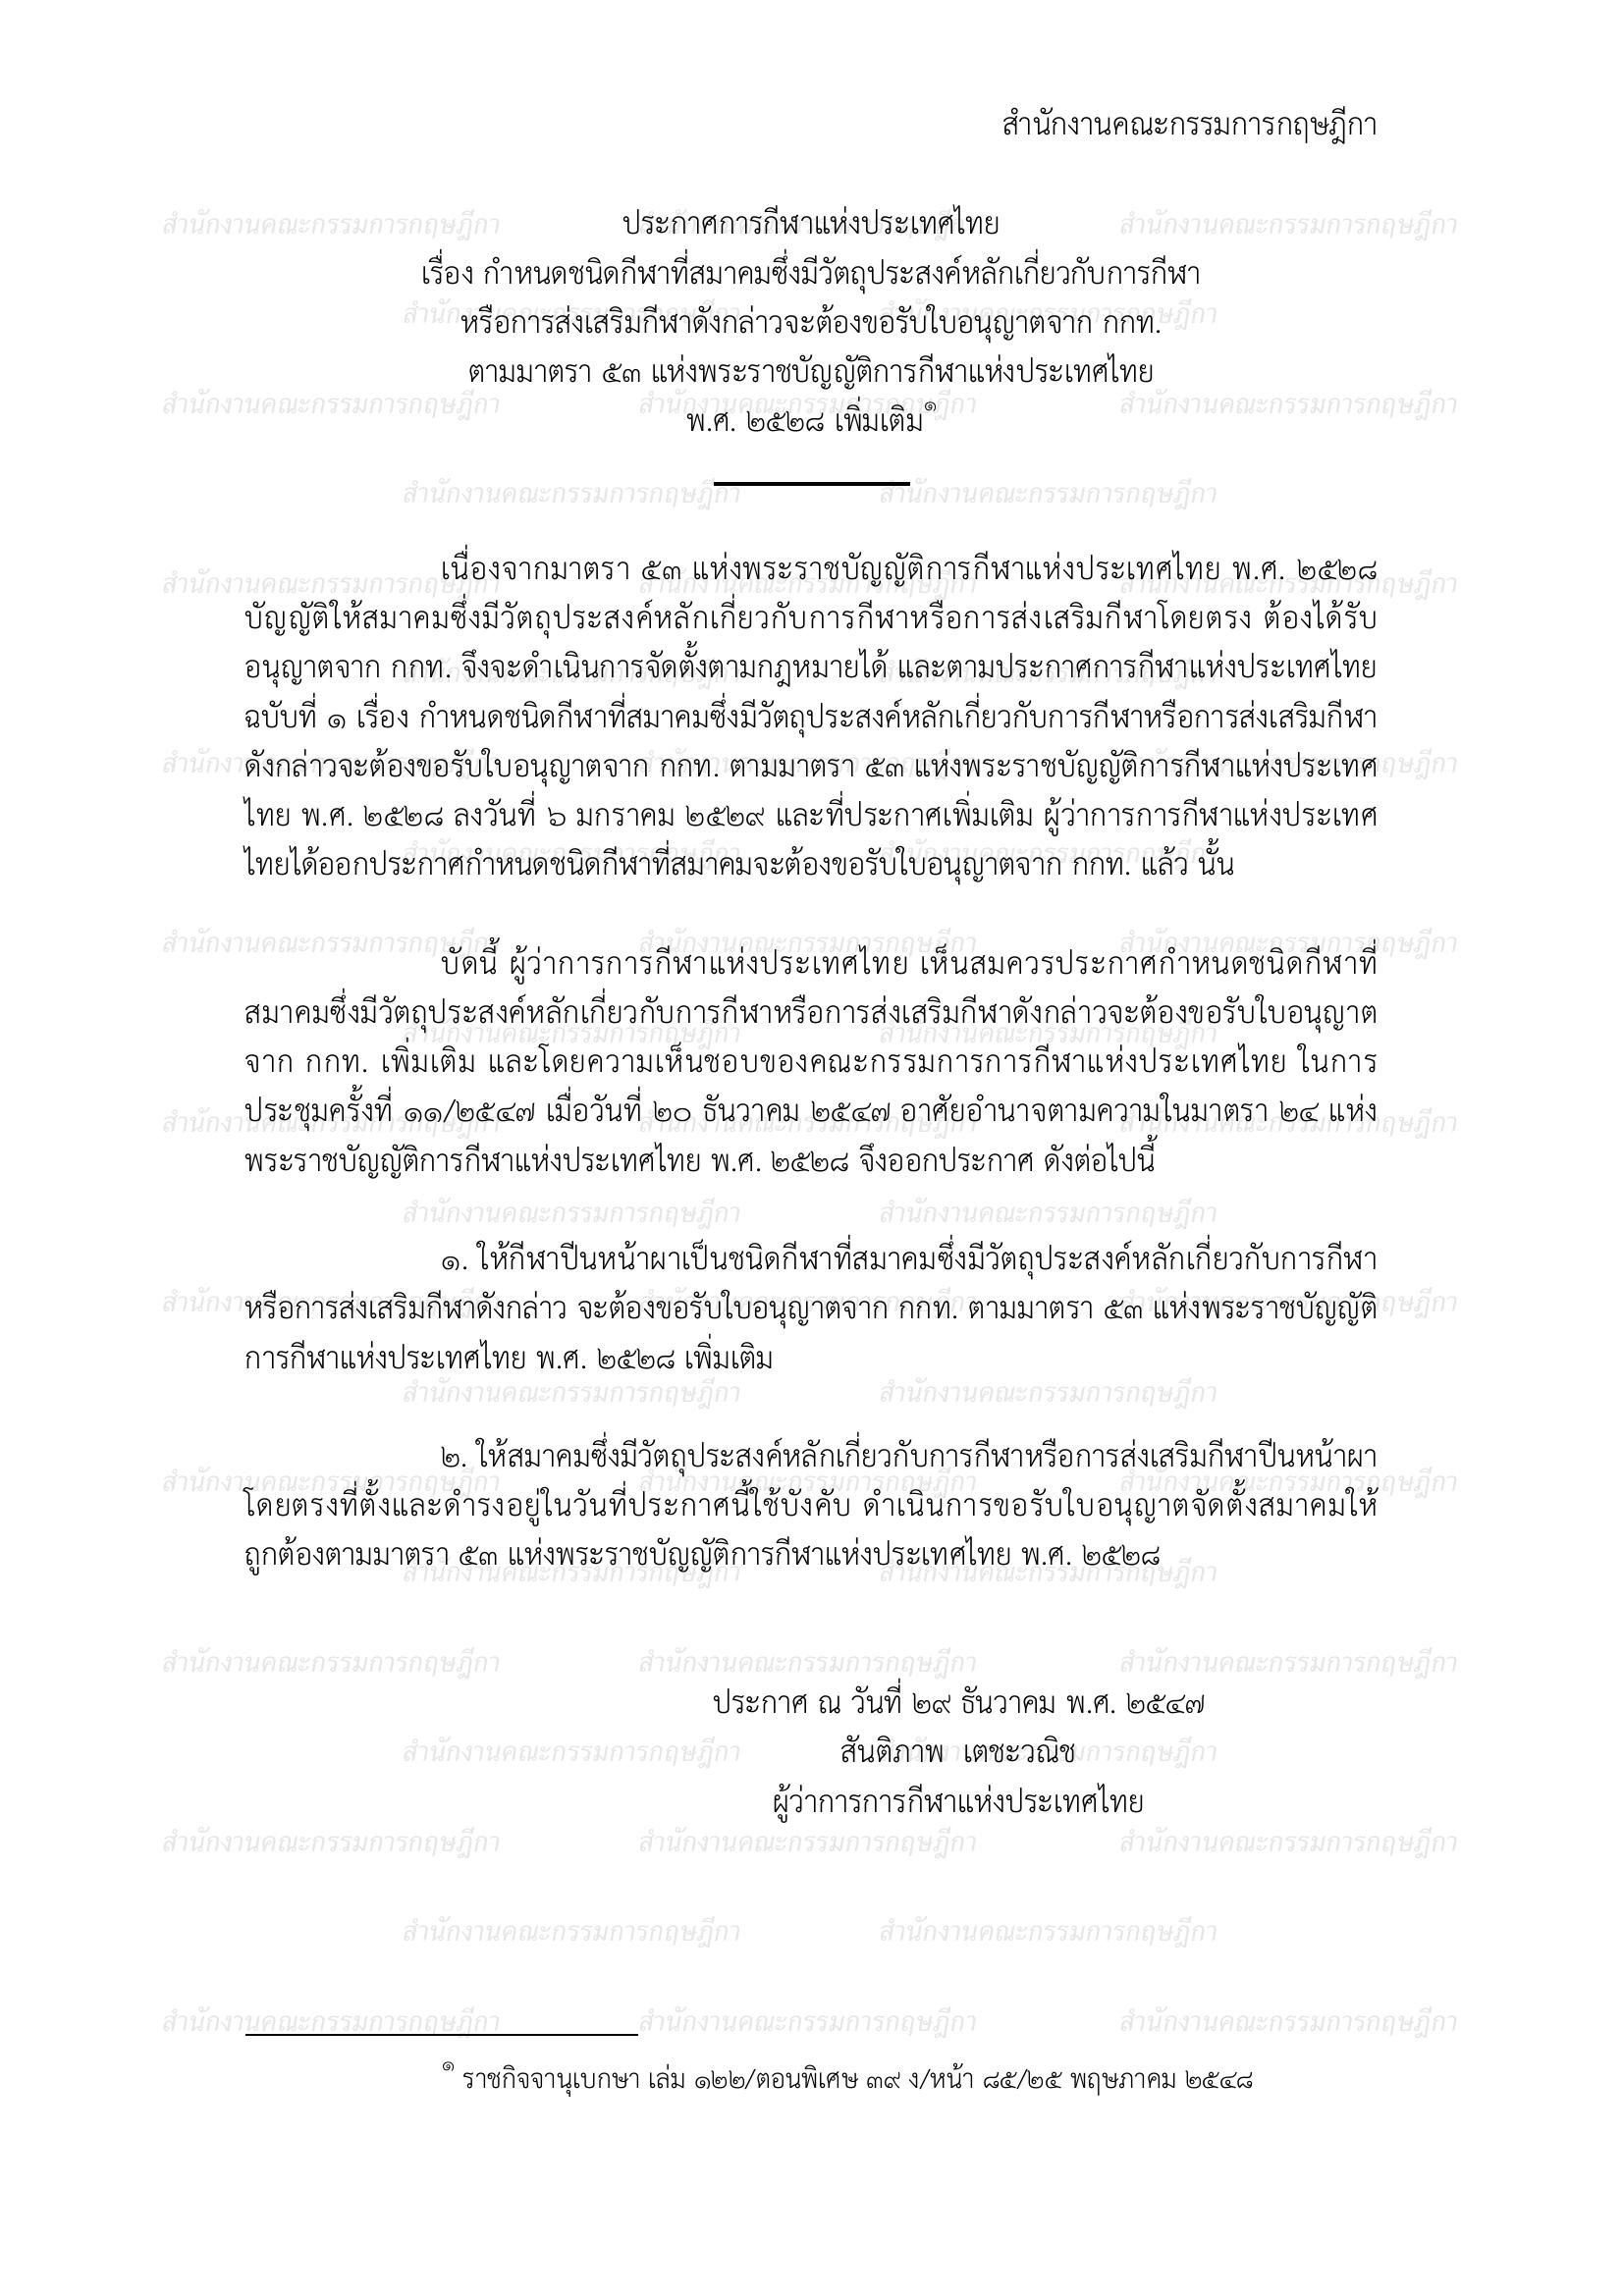 สำนักงานคณะกรรมการกฤษฎีกา
ประกาศการกีฬาแห่งประเทศไทย
เรื่อง กำหนดชนิดกีฬาที่สมาคมซึ่งมีวัตถุประสงค์หลักเกี่ยวกับการกีฬา
หรือการส่งเสริมกีฬาดังกล่าวจะต้องขอรับใบอนุญาตจาก กกท.
ตามมาตรา ๕๓ แห่งพระราชบัญญัติการกีฬาแห่งประเทศไทย
พ.ศ. ๒๕๒๘ เพิ่มเติม๑
เนื่องจากมาตรา ๕๓ แห่งพระราชบัญญัติการกีฬาแห่งประเทศไทย พ.ศ. ๒๕๒๘
บัญญัติให้สมาคมซึ่งมีวัตถุประสงค์หลักเกี่ยวกับการกีฬาหรือการส่งเสริมกีฬาโดยตรง ต้องได้รับ
อนุญาตจาก กกท. จึงจะดำเนินการจัดตั้งตามกฎหมายได้ และตามประกาศการกีฬาแห่งประเทศไทย
ฉบับที่ ๑ เรื่อง กำหนดชนิดกีฬาที่สมาคมซึ่งมีวัตถุประสงค์หลักเกี่ยวกับการกีฬาหรือการส่งเสริมกีฬา
ดังกล่าวจะต้องขอรับใบอนุญาตจาก กกท. ตามมาตรา ๕๓ แห่งพระราชบัญญัติการกีฬาแห่งประเทศ
ไทย พ.ศ. ๒๕๒๘ ลงวันที่ ๖ มกราคม ๒๕๒๙ และที่ประกาศเพิ่มเติม ผู้ว่าการการกีฬาแห่งประเทศ
ไทยได้ออกประกาศกำหนดชนิดกีฬาที่สมาคมจะต้องขอรับใบอนุญาตจาก กกท. แล้ว นั้น
บัดนี้ ผู้ว่าการการกีฬาแห่งประเทศไทย เห็นสมควรประกาศกำหนดชนิดกีฬาที่
สมาคมซึ่งมีวัตถุประสงค์หลักเกี่ยวกับการกีฬาหรือการส่งเสริมกีฬาดังกล่าวจะต้องขอรับใบอนุญาต
จาก กกท. เพิ่มเติม และโดยความเห็นชอบของคณะกรรมการการกีฬาแห่งประเทศไทย ในการ
ประชุมครั้งที่ ๑๑/๒๕๔๗ เมื่อวันที่ ๒๐ ธันวาคม ๒๕๔๗ อาศัยอำนาจตามความในมาตรา ๒๔ แห่ง
พระราชบัญญัติการกีฬาแห่งประเทศไทย พ.ศ. ๒๕๒๘ จึงออกประกาศ ดังต่อไปนี้
๑. ให้กีฬาปีนหน้าผาเป็นชนิดกีฬาที่สมาคมซึ่งมีวัตถุประสงค์หลักเกี่ยวกับการกีฬา
หรือการส่งเสริมกีฬาดังกล่าว จะต้องขอรับใบอนุญาตจาก กกท. ตามมาตรา ๕๓ แห่งพระราชบัญญัติ
การกีฬาแห่งประเทศไทย พ.ศ. ๒๕๒๘ เพิ่มเติม
๒. ให้สมาคมซึ่งมีวัตถุประสงค์หลักเกี่ยวกับการกีฬาหรือการส่งเสริมกีฬาปีนหน้าผา
โดยตรงที่ตั้งและดำรงอยู่ในวันที่ประกาศนี้ใช้บังคับ ดำเนินการขอรับใบอนุญาตจัดตั้งสมาคมให้
ถูกต้องตามมาตรา ๕๓ แห่งพระราชบัญญัติการกีฬาแห่งประเทศไทย พ.ศ. ๒๕๒๘
ประกาศ ณ วันที่ ๒๙ ธันวาคม พ.ศ. ๒๕๔๗
สันติภาพ เตชะวณิช
ผู้ว่าการการกีฬาแห่งประเทศไทย
๑ ราชกิจจานุเบกษา เล่ม ๑๒๒/ตอนพิเศษ ๓๙ ง/หน้า ๘๕/๒๕ พฤษภาคม ๒๕๔๘